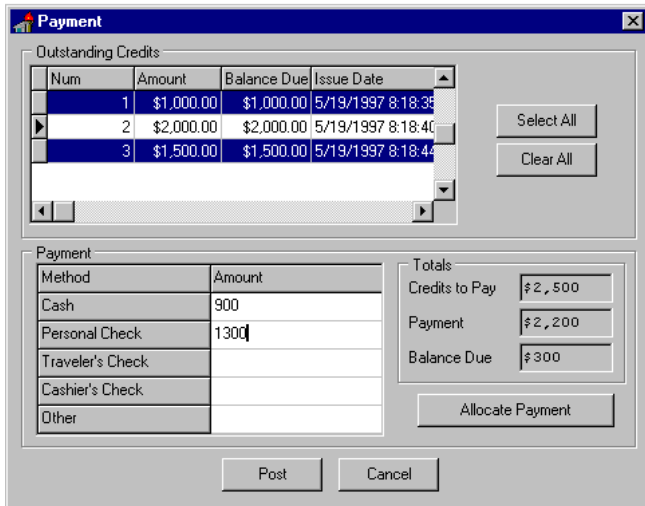 Payment
Outstanding Credits
Num Amount Balance Due Issue Date
1 $1,000.00 $1,000.00 5/19/1997 8:18:35
2 $2,000.00 $2,000.00 5/19/1997 8:18:40
3 $1,500.00 $1,500.00 5/19/1997 8:18:44
Select All
Clear All
Payment
Method Amount
Cash 900
Personal Check 1300
Traveler's Check
Cashier's Check
Other
Totals
Credits to Pay $2,500
Payment $2,200
Balance Due $300
Allocate Payment
Post Cancel